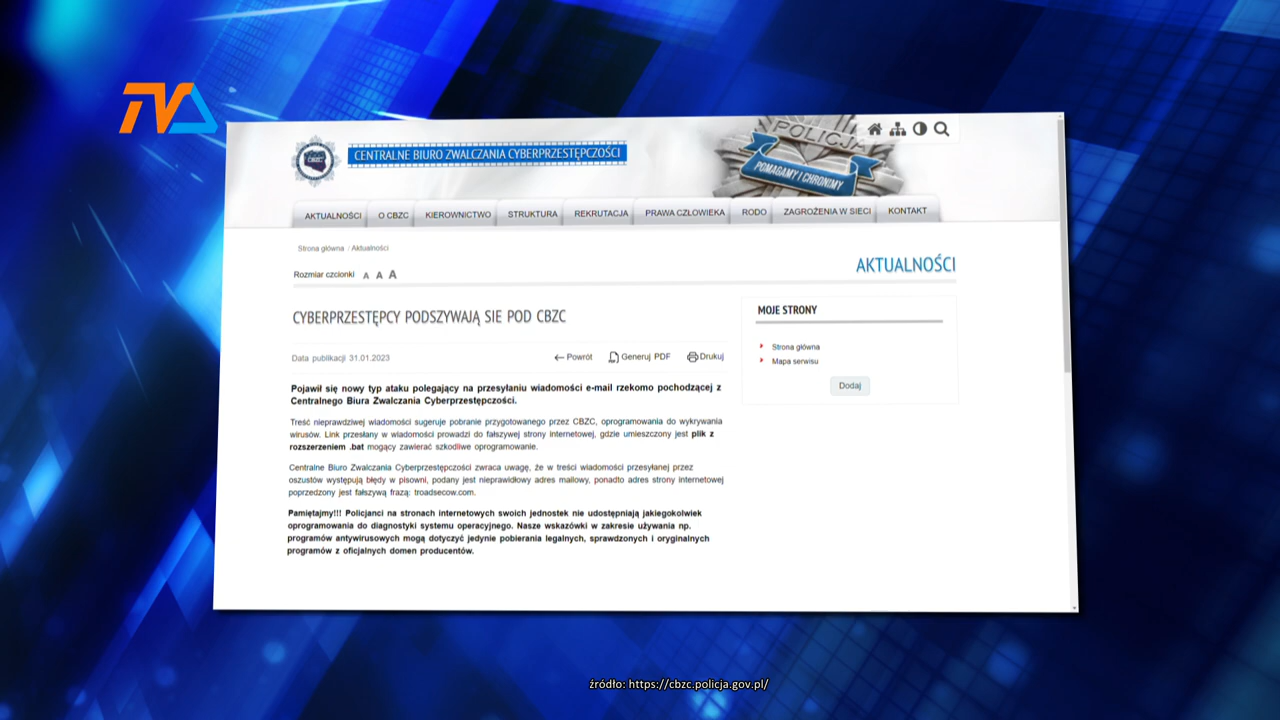 TVA
CBZC
CENTRALNE BIURO ZWALCZANIA CYBERPRZESTĘPCZOŚCI
POLICJA
POMAGAMY I CHRONIMY
AKTUALNOŚCI O CBZC KIEROWNICTWO STRUKTURA REKRUTACJA PRAWA CZŁOWIEKA RODO ZAGROŻENIA W SIECI KONTAKT
Strona główna / Aktualności
Rozmiar czcionki A A A
AKTUALNOŚCI
CYBERPRZESTĘPCY PODSZYWAJĄ SIE POD CBZC
Data publikacji 31.01.2023 Powrót Generuj PDF Drukuj
Pojawił się nowy typ ataku polegający na przesyłaniu wiadomości e-mail rzekomo pochodzącej z
Centralnego Biura Zwalczania Cyberprzestępczości.
Treść nieprawdziwej wiadomości sugeruje pobranie przygotowanego przez CBZC, oprogramowania do wykrywania
wirusów. Link przesłany w wiadomości prowadzi do fałszywej strony internetowej, gdzie umieszczony jest plik z
rozszerzeniem .bat mogący zawierać szkodliwe oprogramowanie.
Centralne Biuro Zwalczania Cyberprzestępczości zwraca uwagę, że w treści wiadomości przesyłanej przez
oszustów występują błędy w pisowni, podany jest nieprawidłowy adres mailowy, ponadto adres strony internetowej
poprzedzony jest fałszywą frazą: troadsecow.com.
Pamiętajmy!!! Policjanci na stronach internetowych swoich jednostek nie udostępniają jakiegokolwiek
oprogramowania do diagnostyki systemu operacyjnego. Nasze wskazówki w zakresie używania np.
programów antywirusowych mogą dotyczyć jedynie pobierania legalnych, sprawdzonych i oryginalnych
programów z oficjalnych domen producentów.
MOJE STRONY
Strona główna
Mapa serwisu
Dodaj
źródło: https://cbzc.policja.gov.pl/